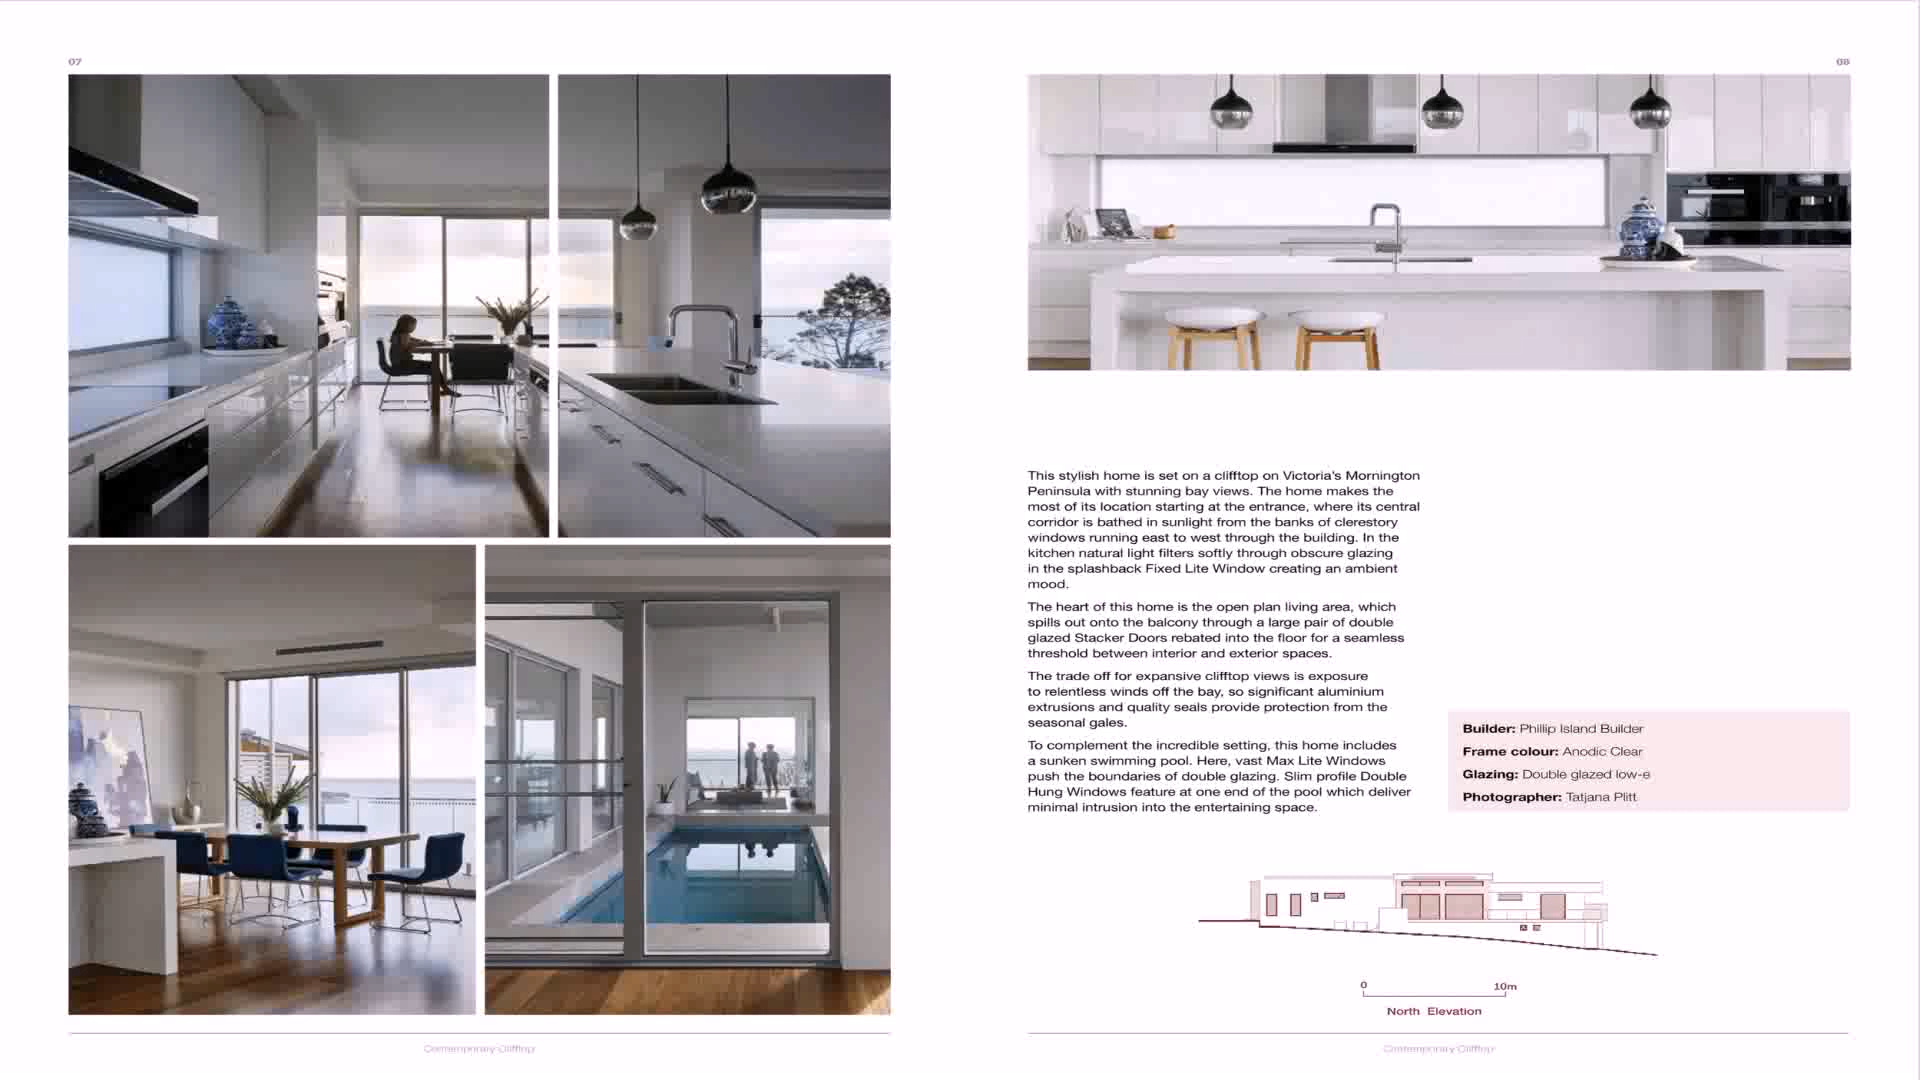 07
08
This stylish home is set on a clifftop on Victoria's Mornington
Peninsula with stunning bay views. The home makes the
most of its location starting at the entrance, where its central
corridor is bathed in sunlight from the banks of clerestory
windows running east to west through the building. In the
kitchen natural light filters softly through obscure glazing
in the splashback Fixed Lite Window creating an ambient
mood.
The heart of this home is the open plan living area, which
spills out onto the balcony through a large pair of double
glazed Stacker Doors rebated into the floor for a seamless
threshold between interior and exterior spaces.
The trade off for expansive clifftop views is exposure
to relentless winds off the bay, so significant aluminium
extrusions and quality seals provide protection from the
seasonal gales.
To complement the incredible setting, this home includes
a sunken swimming pool. Here, vast Max Lite Windows
push the boundaries of double glazing. Slim profile Double
Hung Windows feature at one end of the pool which deliver
minimal intrusion into the entertaining space.
Builder: Phillip Island Builder
Frame colour: Anodic Clear
Glazing: Double glazed low-e
Photographer: Tatjana Plitt
0 10m
North Elevation
Contemporary Clifftop
Contemporary Clifftop